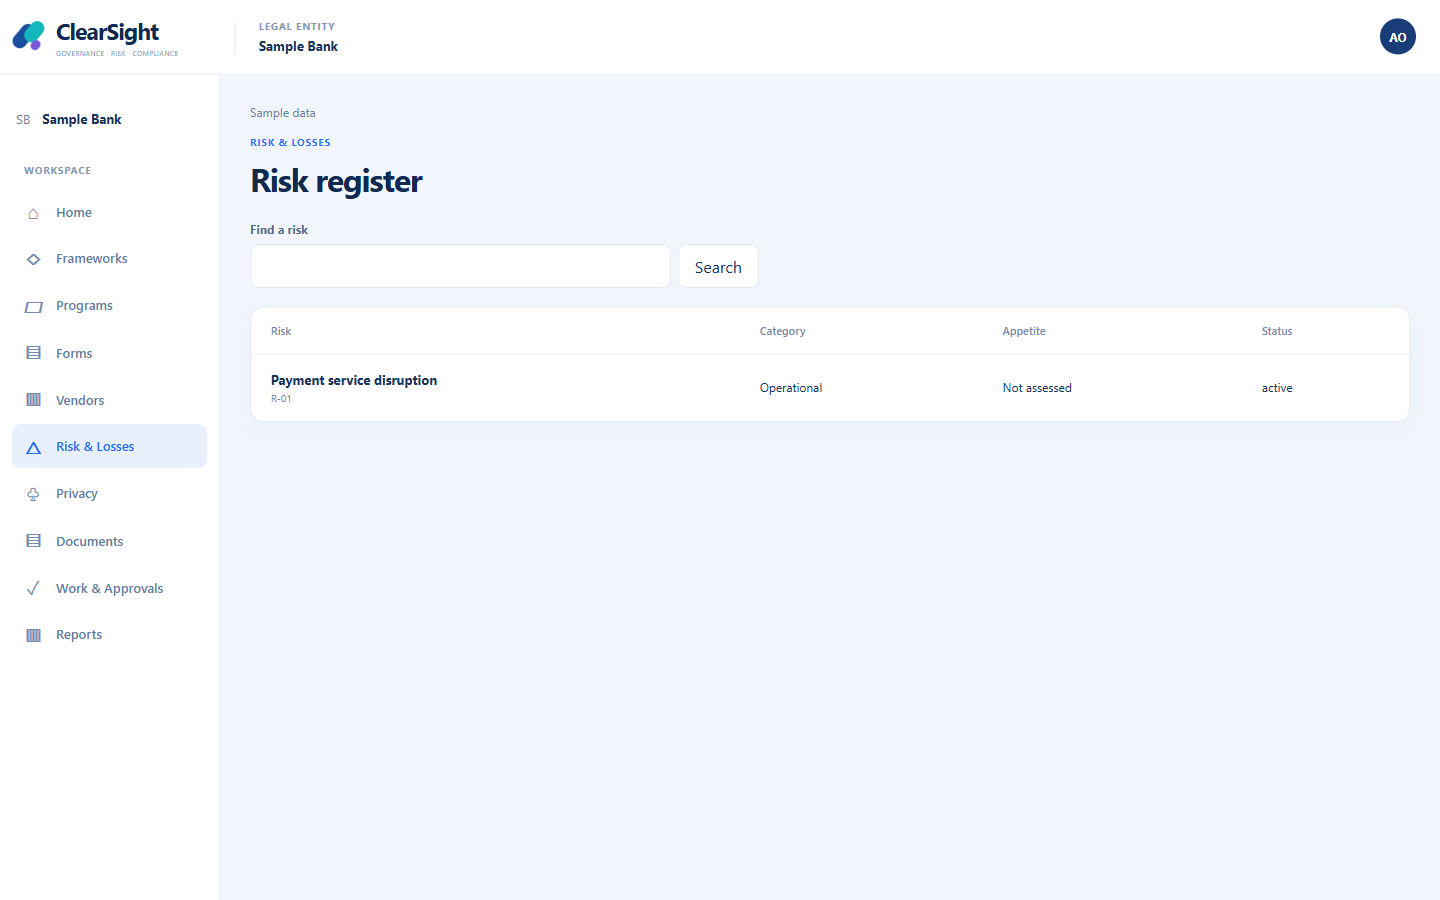 ClearSight
GOVERNANCE · RISK · COMPLIANCE
LEGAL ENTITY
Sample Bank
AO
SB Sample Bank
WORKSPACE
Home
Frameworks
Programs
Forms
Vendors
Risk & Losses
Privacy
Documents
Work & Approvals
Reports
Sample data
RISK & LOSSES
Risk register
Find a risk
Search
Risk Category Appetite Status
Payment service disruption Operational Not assessed active
R-01